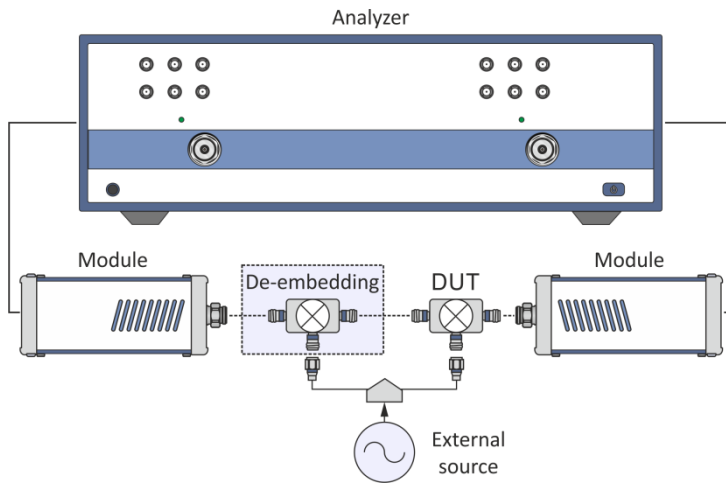 Analyzer
Module
De-embedding
DUT
Module
External
source